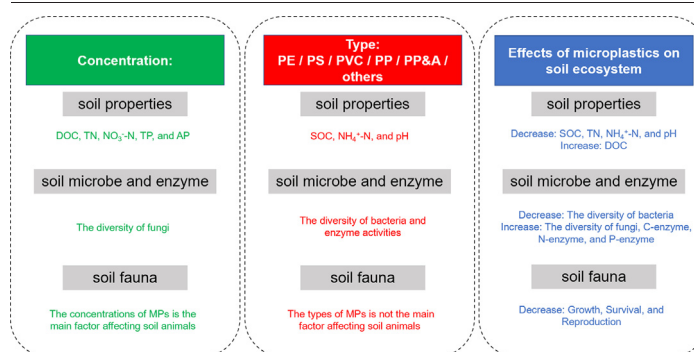 Concentration:
soil properties
DOC, TN, NO₃⁻-N, TP, and AP
soil microbe and enzyme
The diversity of fungi
soil fauna
The concentrations of MPs is the
main factor affecting soil animals
Type:
PE / PS / PVC / PP / PP&A /
others
soil properties
SOC, NH₄⁺-N, and pH
soil microbe and enzyme
The diversity of bacteria and
enzyme activities
soil fauna
The types of MPs is not the main
factor affecting soil animals
Effects of microplastics on
soil ecosystem
soil properties
Decrease: SOC, TN, NH₄⁺-N, and pH
Increase: DOC
soil microbe and enzyme
Decrease: The diversity of bacteria
Increase: The diversity of fungi, C-enzyme,
N-enzyme, and P-enzyme
soil fauna
Decrease: Growth, Survival, and
Reproduction